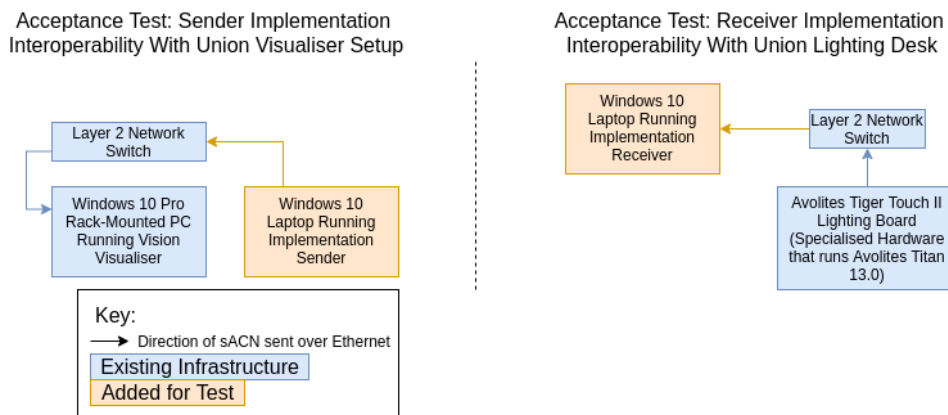 Acceptance Test: Sender Implementation
Interoperability With Union Visualiser Setup
Layer 2 Network
Switch
Windows 10 Pro
Rack-Mounted PC
Running Vision
Visualiser
Windows 10
Laptop Running
Implementation
Sender
Key:
Direction of sACN sent over Ethernet
Existing Infrastructure
Added for Test
Acceptance Test: Receiver Implementation
Interoperability With Union Lighting Desk
Windows 10
Laptop Running
Implementation
Receiver
Layer 2 Network
Switch
Avolites Tiger Touch II
Lighting Board
(Specialised Hardware
that runs Avolites Titan
13.0)